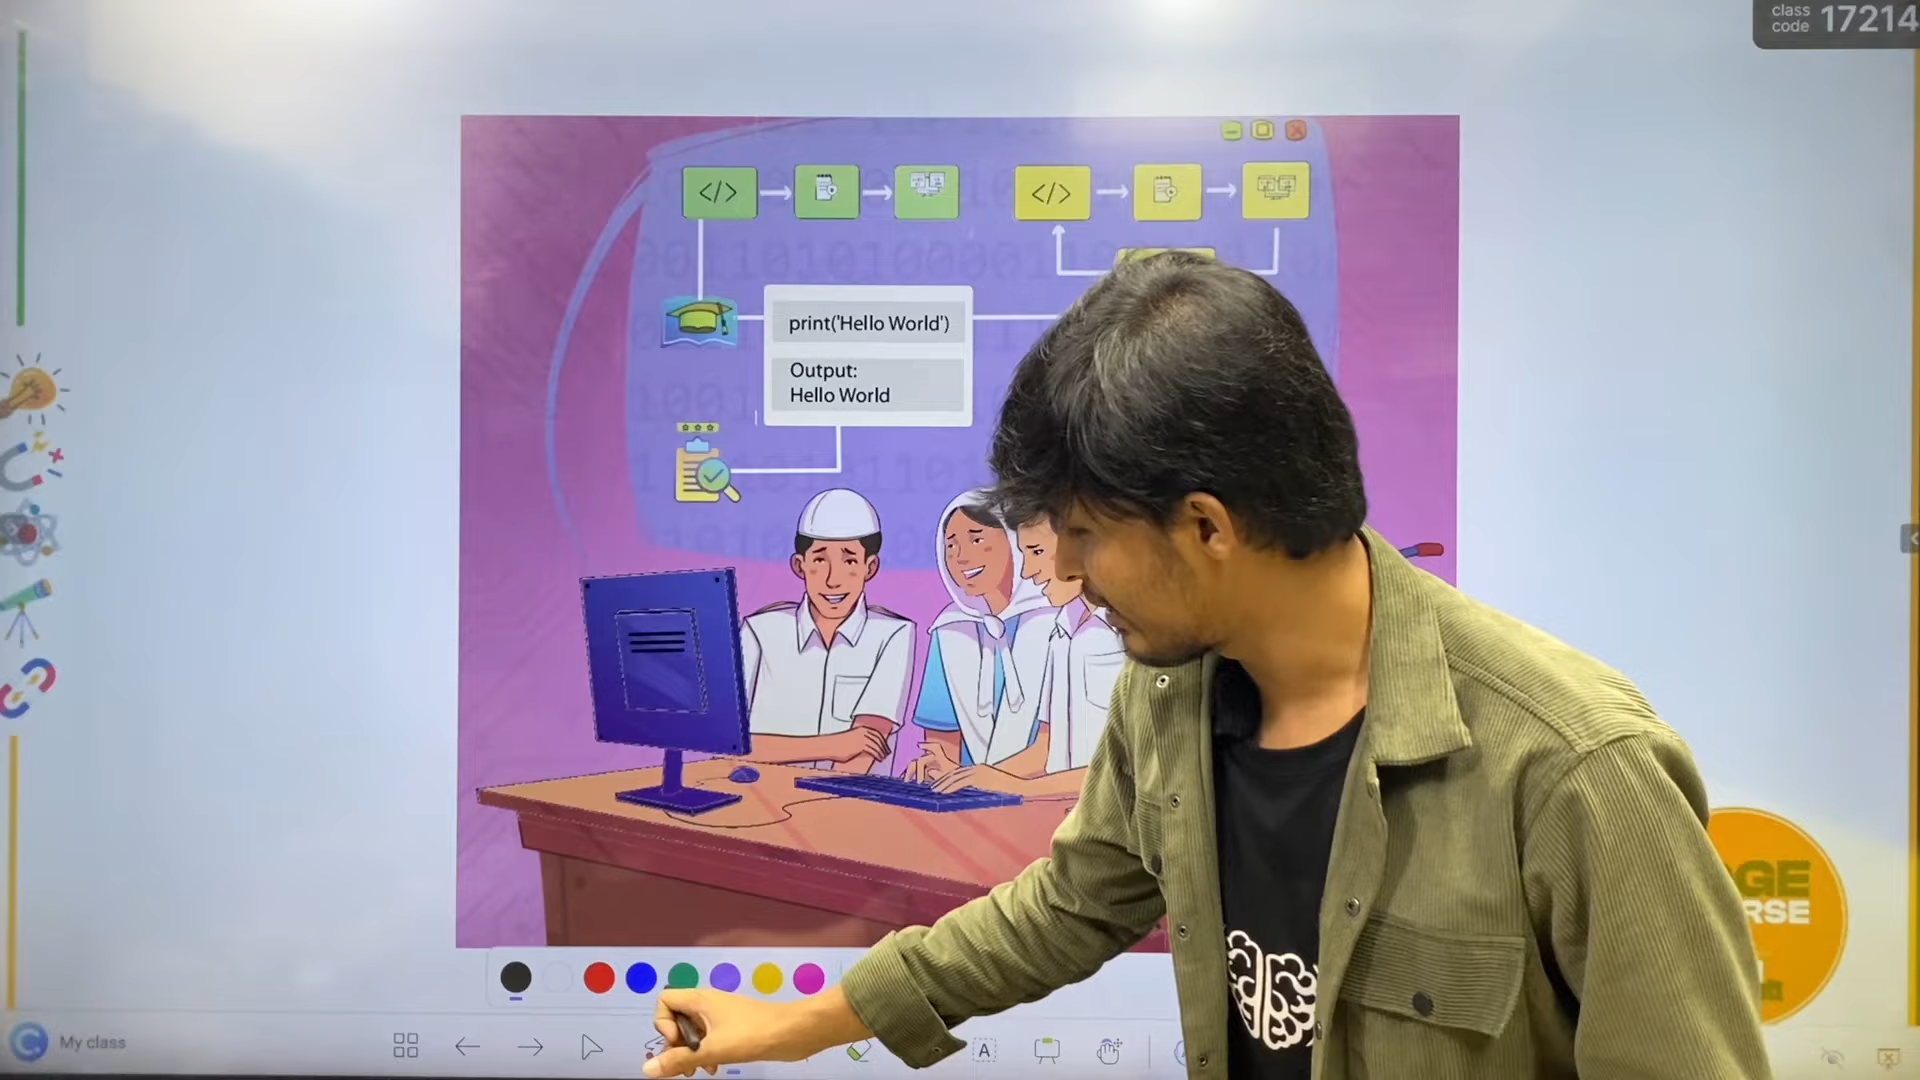 class code 17214
</>
</>
print('Hello World')
Output:
Hello World
GE
RSE
My class
A